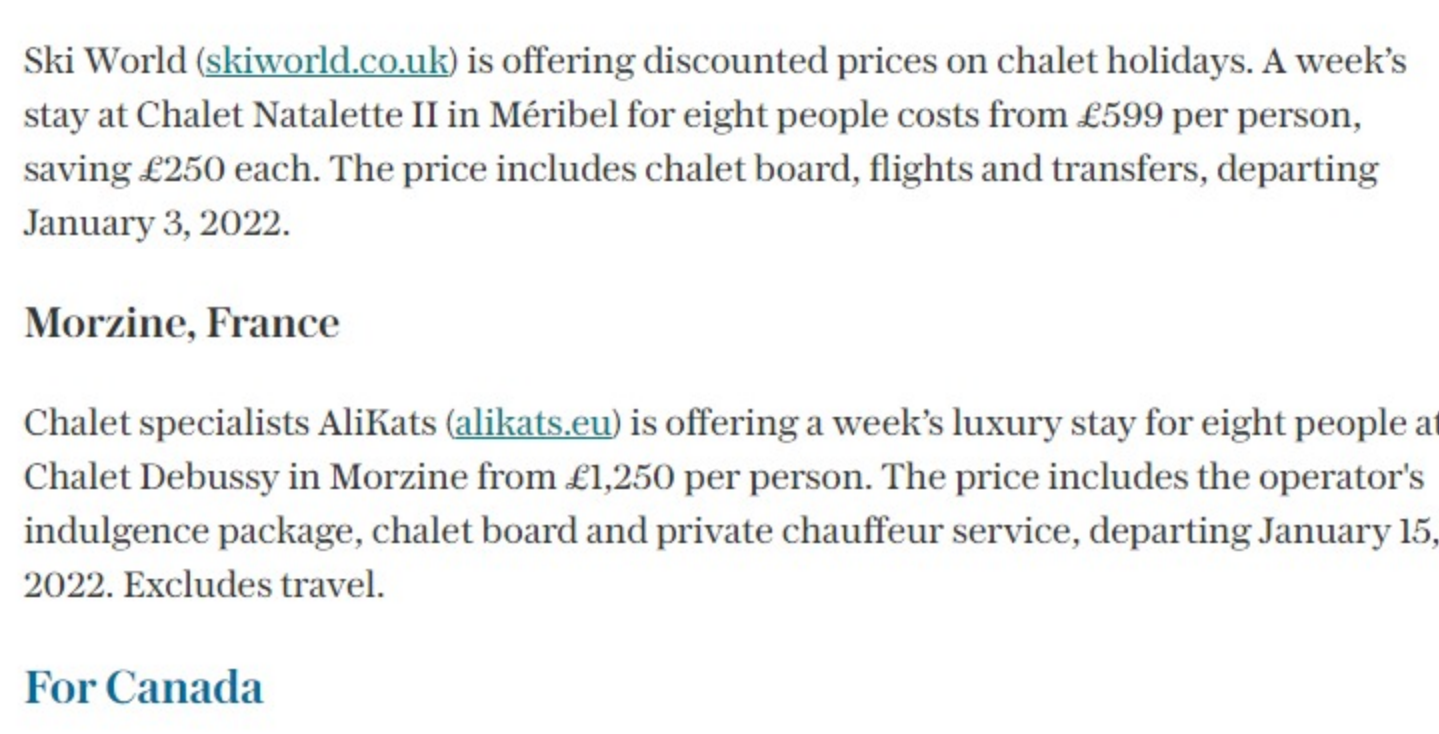 Ski World (skiworld.co.uk) is offering discounted prices on chalet holidays. A week’s
stay at Chalet Natalette II in Méribel for eight people costs from £599 per person,
saving £250 each. The price includes chalet board, flights and transfers, departing
January 3, 2022.
Morzine, France
Chalet specialists AliKats (alikats.eu) is offering a week’s luxury stay for eight people at
Chalet Debussy in Morzine from £1,250 per person. The price includes the operator's
indulgence package, chalet board and private chauffeur service, departing January 15,
2022. Excludes travel.
For Canada